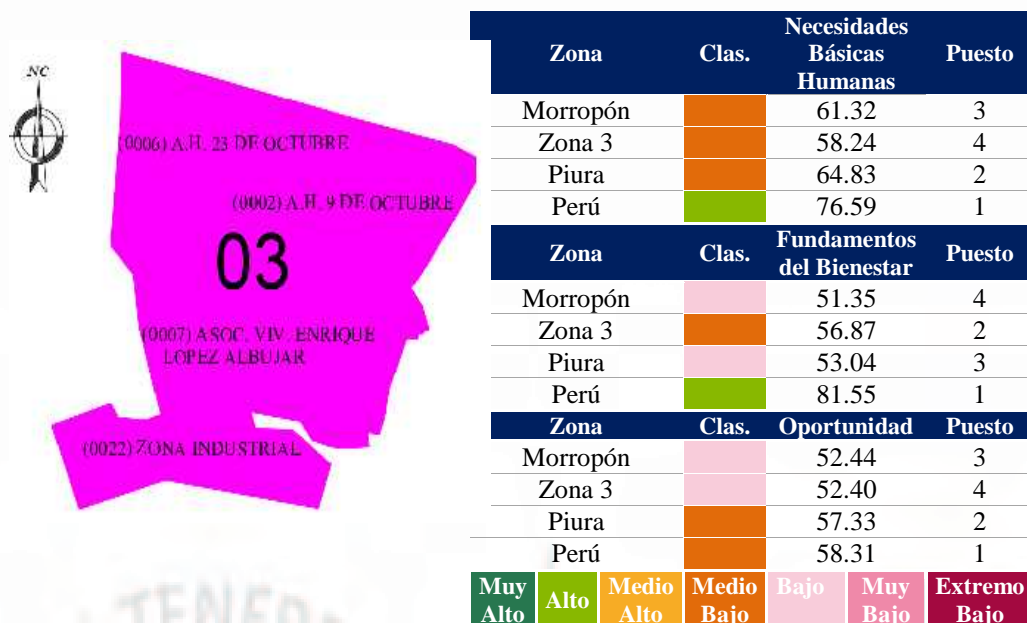 NC
(0006) A.H. 23 DE OCTUBRE
(0002) A.H. 9 DE OCTUBRE
03
(0007) ASOC. VIV. ENRIQUE
LOPEZ ALBUJAR
(0022) ZONA INDUSTRIAL
Zona Clas. Necesidades Básicas Humanas Puesto
Morropón 61.32 3
Zona 3 58.24 4
Piura 64.83 2
Perú 76.59 1
Zona Clas. Fundamentos del Bienestar Puesto
Morropón 51.35 4
Zona 3 56.87 2
Piura 53.04 3
Perú 81.55 1
Zona Clas. Oportunidad Puesto
Morropón 52.44 3
Zona 3 52.40 4
Piura 57.33 2
Perú 58.31 1
Muy Alto Alto Medio Alto Medio Bajo Bajo Muy Bajo Extremo Bajo